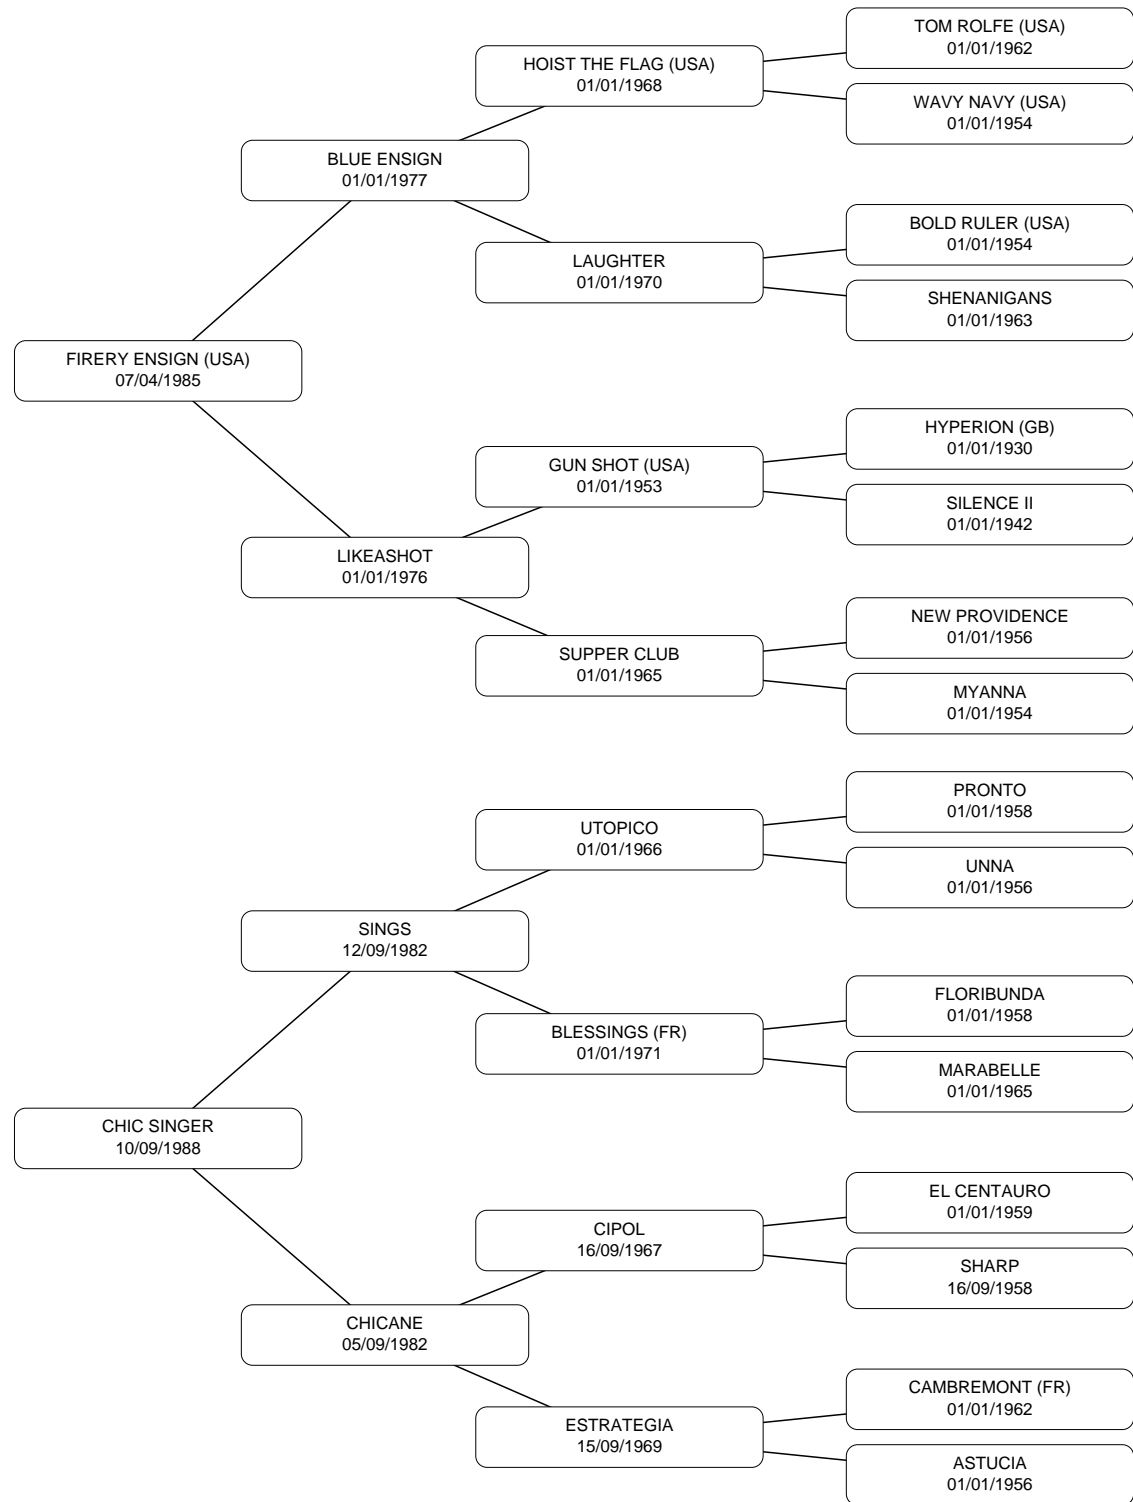 TOM ROLFE (USA)
01/01/1962
HOIST THE FLAG (USA)
01/01/1968
WAVY NAVY (USA)
01/01/1954
BLUE ENSIGN
01/01/1977
BOLD RULER (USA)
01/01/1954
LAUGHTER
01/01/1970
SHENANIGANS
01/01/1963
FIRERY ENSIGN (USA)
07/04/1985
HYPERION (GB)
01/01/1930
GUN SHOT (USA)
01/01/1953
SILENCE II
01/01/1942
LIKEASHOT
01/01/1976
NEW PROVIDENCE
01/01/1956
SUPPER CLUB
01/01/1965
MYANNA
01/01/1954
PRONTO
01/01/1958
UTOPICO
01/01/1966
UNNA
01/01/1956
SINGS
12/09/1982
FLORIBUNDA
01/01/1958
BLESSINGS (FR)
01/01/1971
MARABELLE
01/01/1965
CHIC SINGER
10/09/1988
EL CENTAURO
01/01/1959
CIPOL
16/09/1967
SHARP
16/09/1958
CHICANE
05/09/1982
CAMBREMONT (FR)
01/01/1962
ESTRATEGIA
15/09/1969
ASTUCIA
01/01/1956